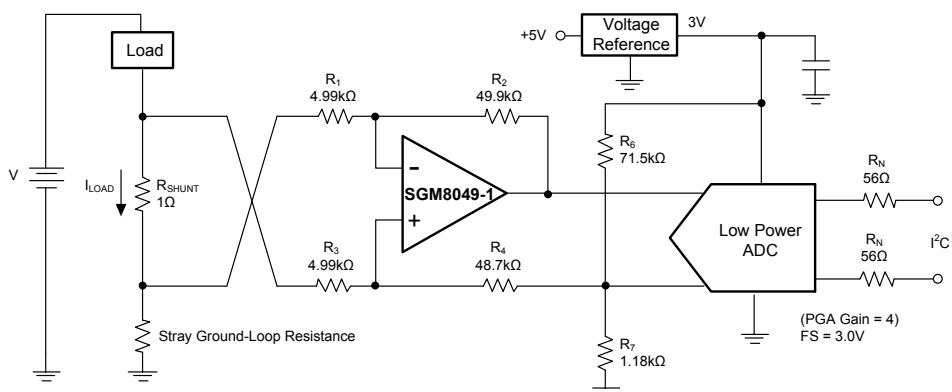 Load
V
I_LOAD
R_SHUNT
1Ω
Stray Ground-Loop Resistance
R1
4.99kΩ
R2
49.9kΩ
SGM8049-1
-
+
R3
4.99kΩ
R4
48.7kΩ
+5V
Voltage
Reference
3V
R6
71.5kΩ
R7
1.18kΩ
Low Power
ADC
RN
56Ω
RN
56Ω
I²C
(PGA Gain = 4)
FS = 3.0V